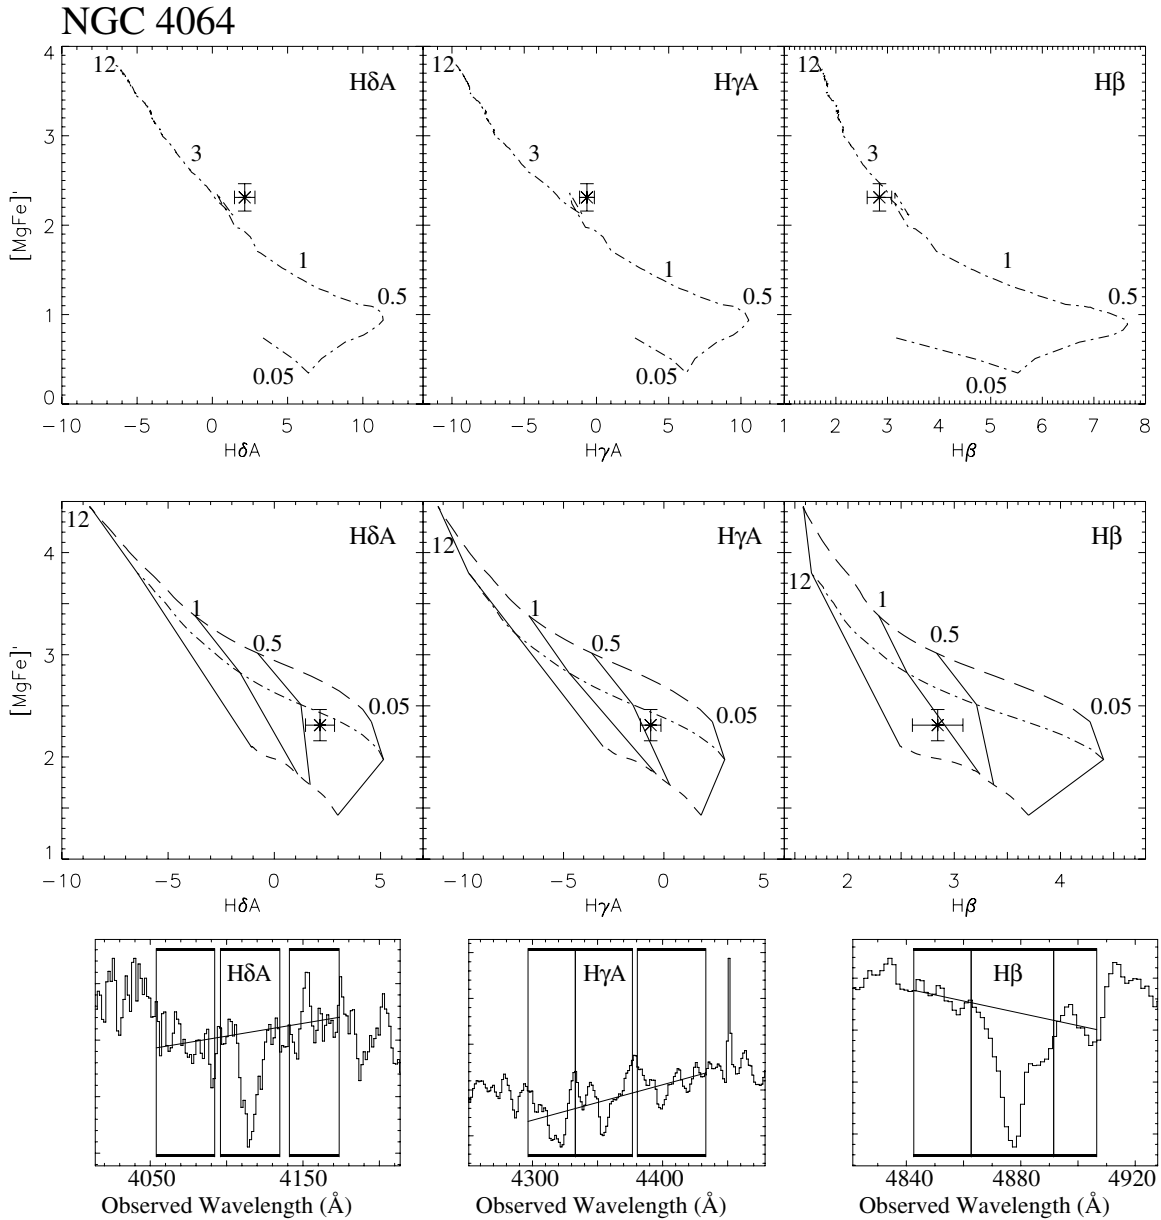 NGC 4064
4
3
2
1
0
[MgFe]'
12
3
1
0.5
0.05
HδA
12
3
1
0.5
0.05
HγA
12
3
1
0.5
0.05
Hβ
−10 −5 0 5 10
−10 −5 0 5 10
1 2 3 4 5 6 7 8
HδA
HγA
Hβ
4
3
2
1
[MgFe]'
12
1
0.5
0.05
HδA
12
1
0.5
0.05
HγA
12
1
0.5
0.05
Hβ
−10 −5 0 5
−10 −5 0 5
2 3 4
HδA
HγA
Hβ
HδA
HγA
Hβ
4050 4150
4300 4400
4840 4880 4920
Observed Wavelength (Å)
Observed Wavelength (Å)
Observed Wavelength (Å)